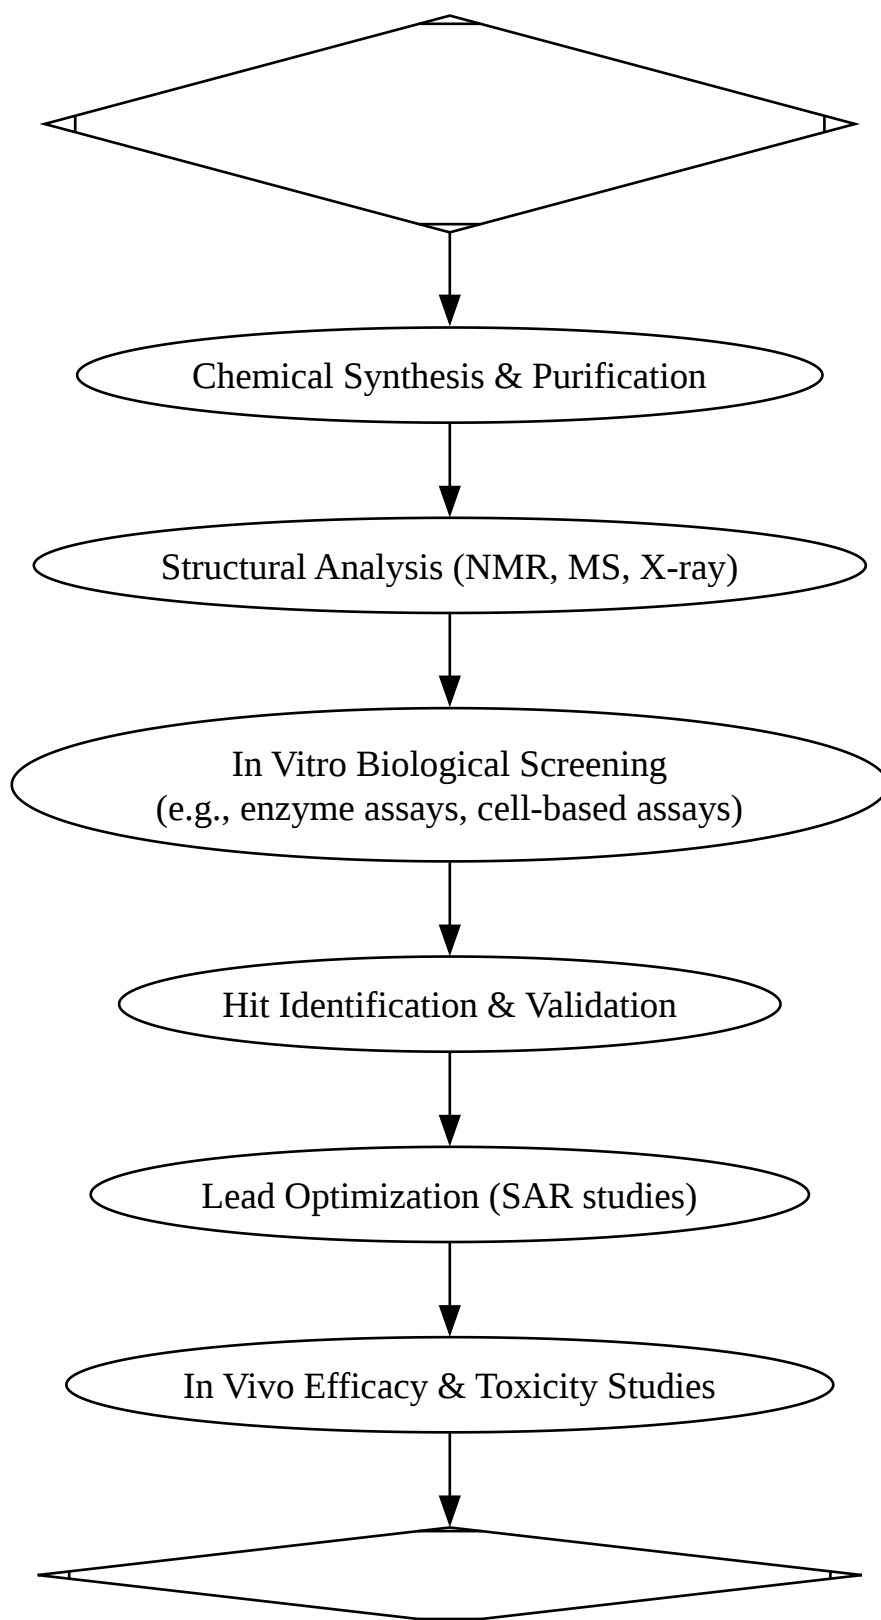 Chemical Synthesis & Purification
Structural Analysis (NMR, MS, X-ray)
In Vitro Biological Screening
(e.g., enzyme assays, cell-based assays)
Hit Identification & Validation
Lead Optimization (SAR studies)
In Vivo Efficacy & Toxicity Studies